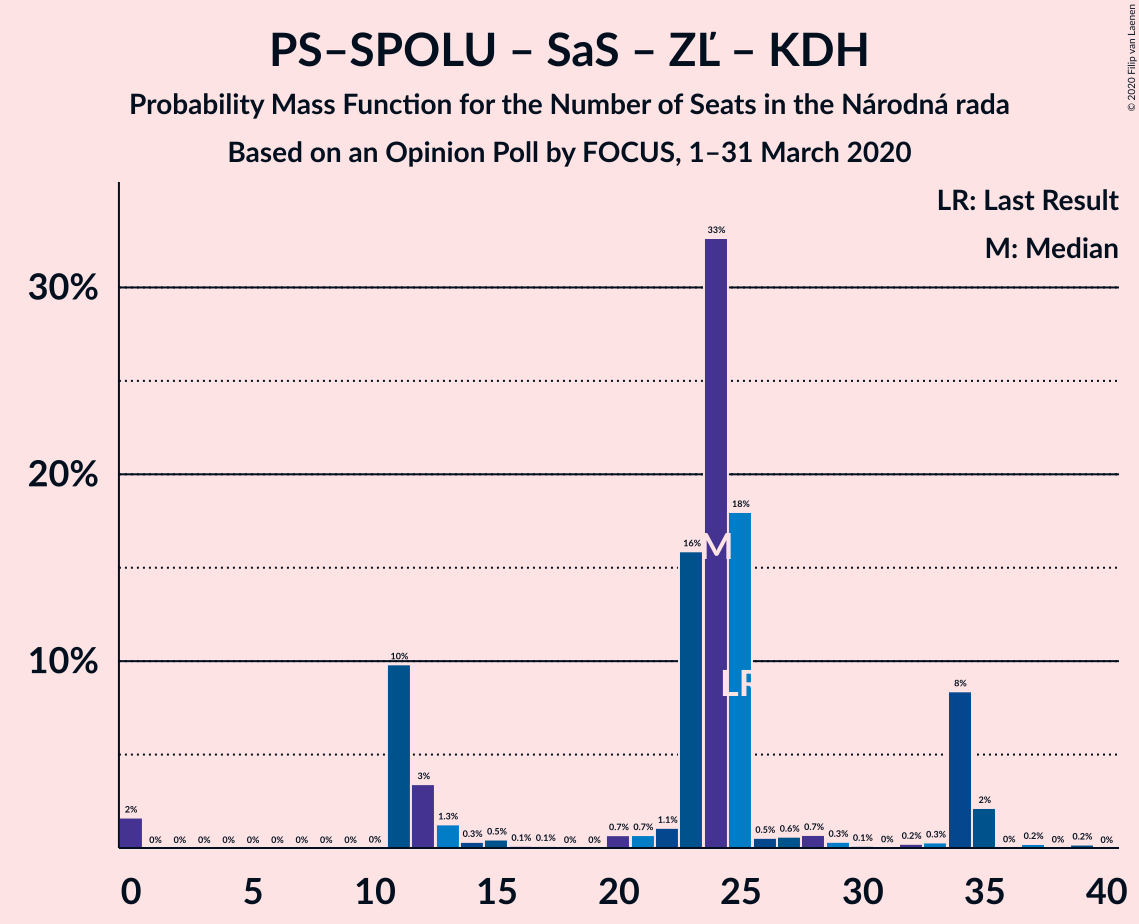 PS–SPOLU – SaS – ZĽ – KDH
Probability Mass Function for the Number of Seats in the Národná rada
Based on an Opinion Poll by FOCUS, 1–31 March 2020
© 2020 Filip van Laenen
LR: Last Result
M: Median
33%
30%
20%
18%
16%
M
10%
10%
LR
8%
3%
2%
2%
1.3%
1.1%
0% 0% 0% 0% 0% 0% 0% 0% 0% 0% 0.3% 0.5% 0.1% 0.1% 0% 0% 0.7% 0.7% 0.5% 0.6% 0.7% 0.3% 0.1% 0% 0.2% 0.3% 0% 0.2% 0% 0.2% 0%
0 5 10 15 20 25 30 35 40